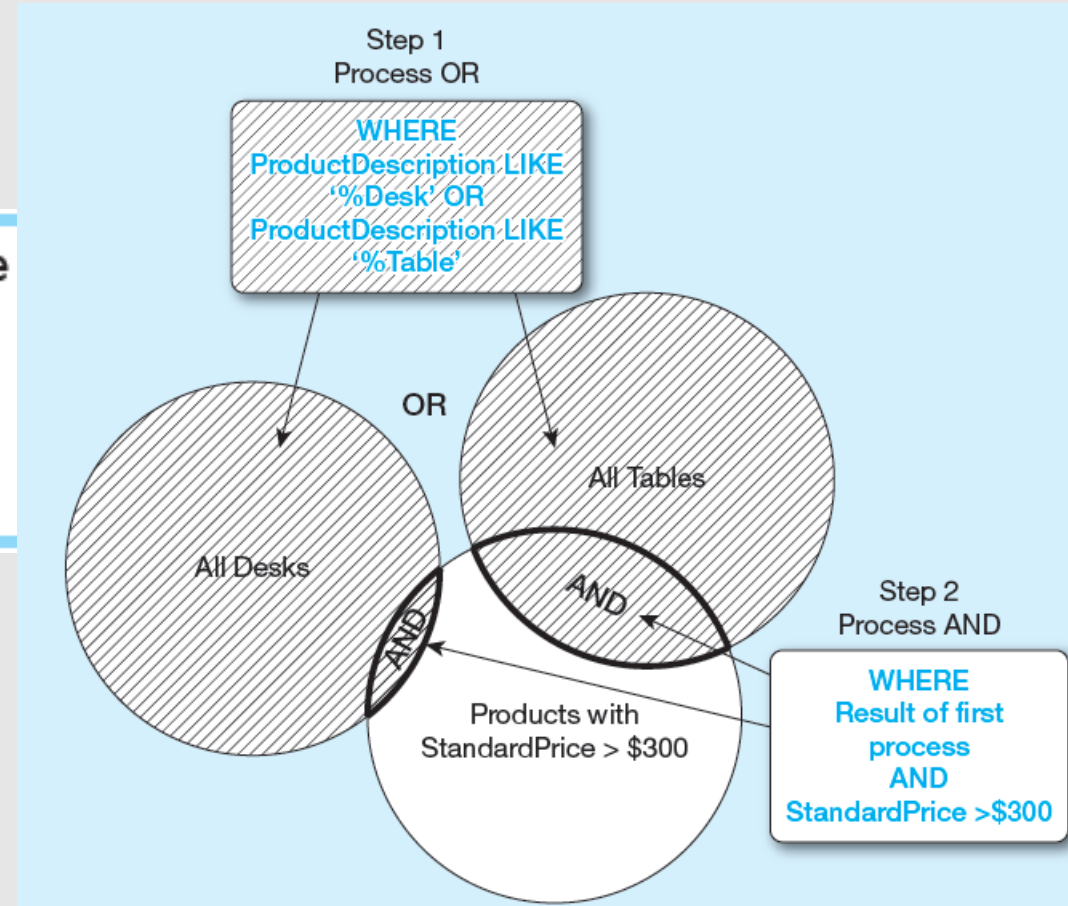 Step 1
Process OR
WHERE
ProductDescription LIKE
‘%Desk’ OR
ProductDescription LIKE
‘%Table’
e
OR
All Tables
All Desks
AND
AND
Step 2
Process AND
WHERE
Result of first
process
AND
StandardPrice >$300
Products with
StandardPrice > $300